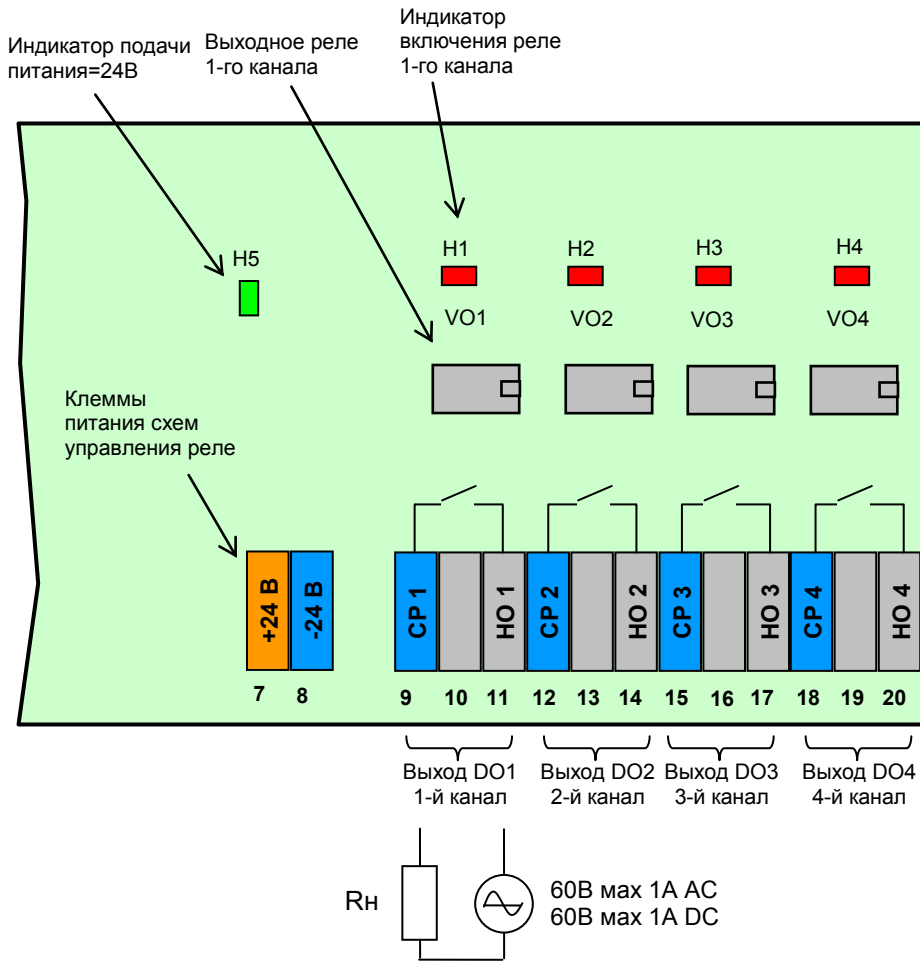 Индикатор подачи
питания=24В
Выходное реле
1-го канала
Индикатор
включения реле
1-го канала
H5
H1
H2
H3
H4
VO1
VO2
VO3
VO4
Клеммы
питания схем
управления реле
+24 В
-24 В
СР 1
НО 1
СР 2
НО 2
СР 3
НО 3
СР 4
НО 4
7
8
9
10
11
12
13
14
15
16
17
18
19
20
Выход DO1
1-й канал
Выход DO2
2-й канал
Выход DO3
3-й канал
Выход DO4
4-й канал
Rн
60В мах 1А AC
60В мах 1А DC